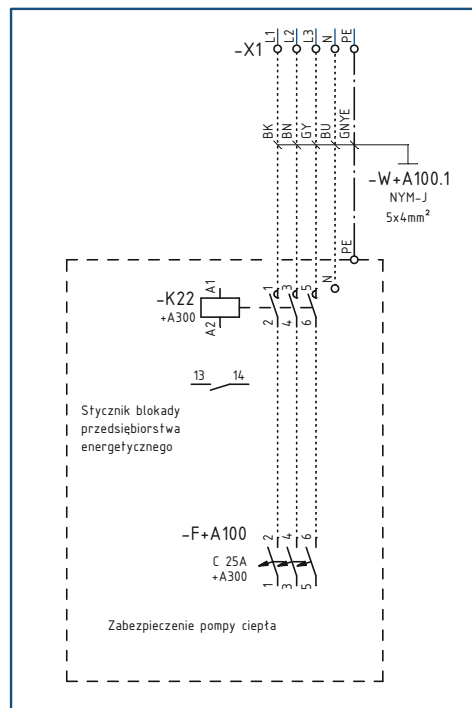 L1 L2 L3 N PE
-X1
BK BN GY BU GNYE
-W+A100.1
NYM-J
5x4mm²
PE
N
A1
-K22
+A300
A2
1 3 5
2 4 6
13 14
Stycznik blokady
przedsiębiorstwa
energetycznego
-F+A100
2 4 6
C 25A
+A300
1 3 5
Zabezpieczenie pompy ciepła